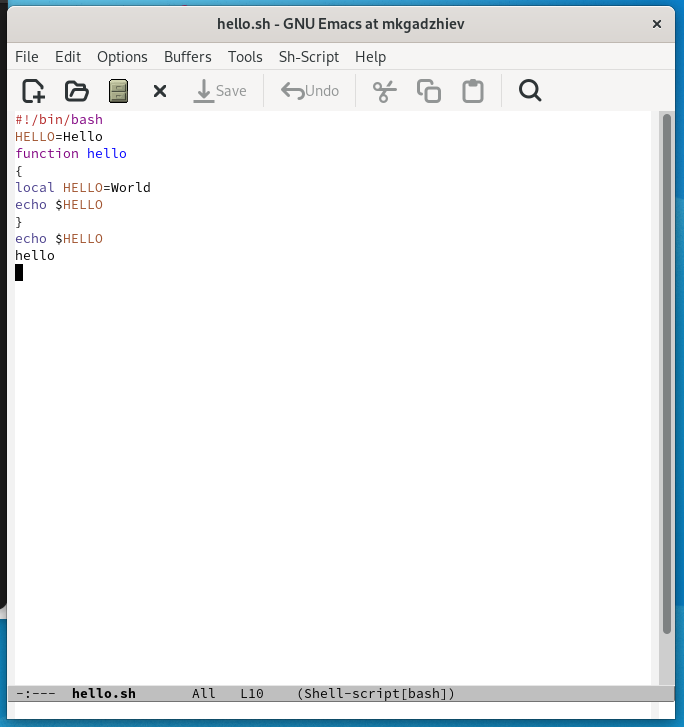 hello.sh - GNU Emacs at mkgadzhiev
File Edit Options Buffers Tools Sh-Script Help
Save Undo
#!/bin/bash
HELLO=Hello
function hello
{
local HELLO=World
echo $HELLO
}
echo $HELLO
hello
-:--- hello.sh All L10 (Shell-script[bash])